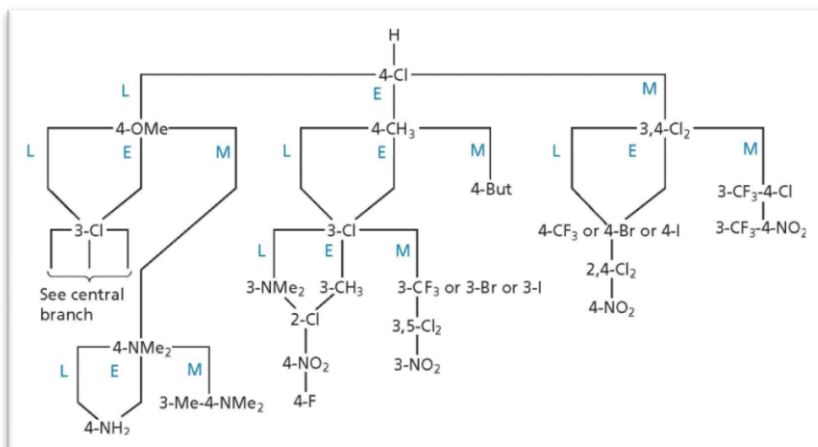 H
4-Cl
L
E
M
4-OMe
4-CH₃
3,4-Cl₂
L
E
M
L
E
M
L
E
M
4-But
3-CF₃-4-Cl
3-Cl
3-Cl
4-CF₃ or 4-Br or 4-I
3-CF₃-4-NO₂
L
E
M
2,4-Cl₂
See central
branch
3-NMe₂
3-CH₃
3-CF₃ or 3-Br or 3-I
4-NO₂
2-Cl
3,5-Cl₂
4-NMe₂
4-NO₂
3-NO₂
L
E
M
3-Me-4-NMe₂
4-F
4-NH₂